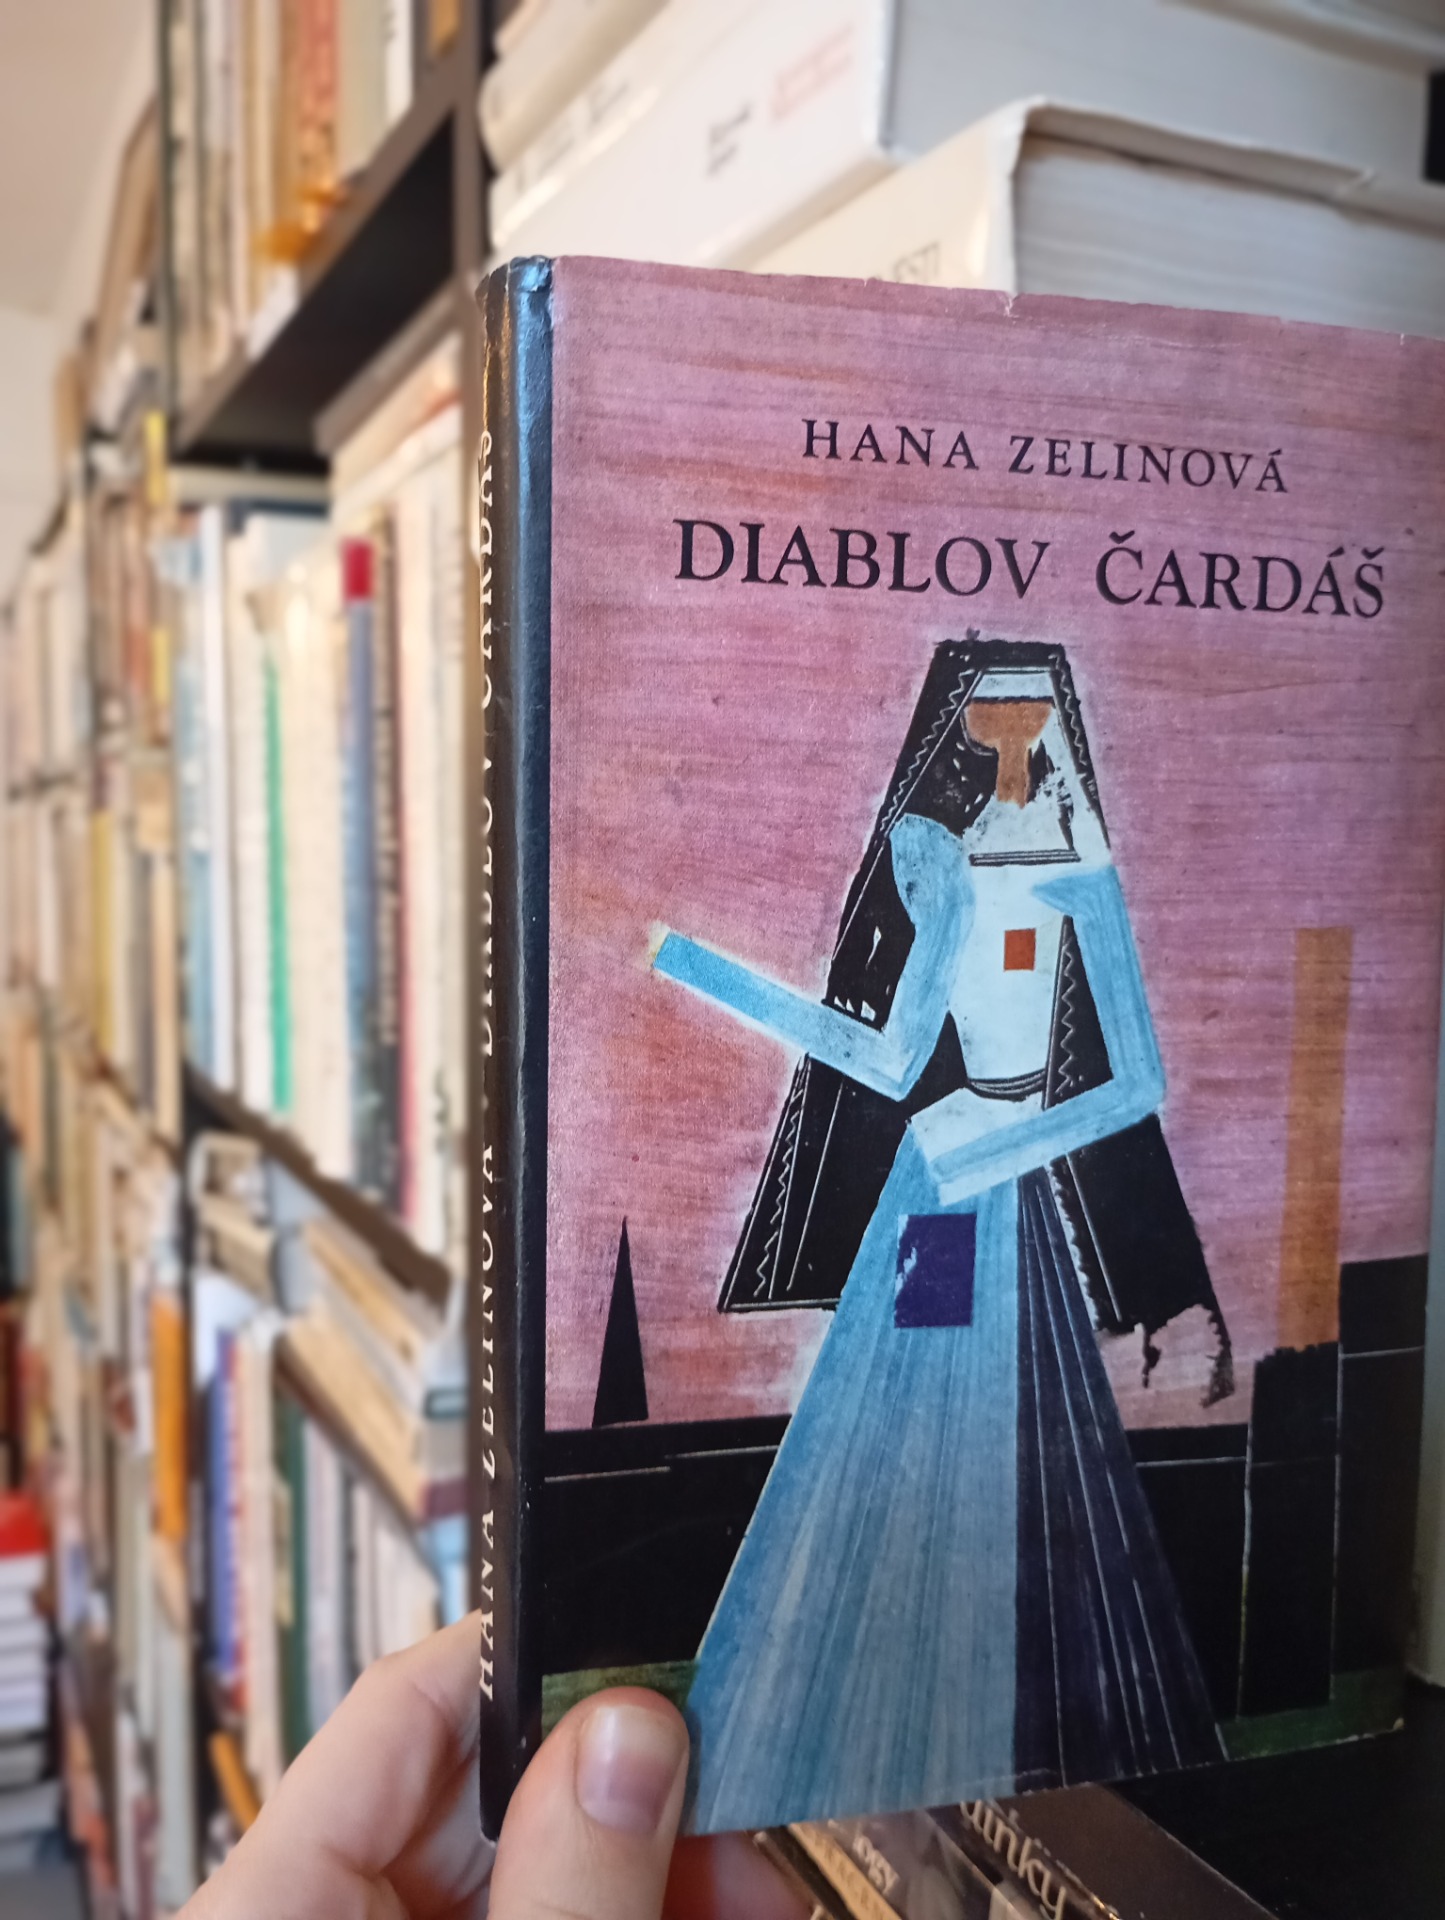 HANA ZELINOVÁ
DIABLOV ČARDÁŠ
HANA ZELINOVÁ • DIABLOV ČARDÁŠ